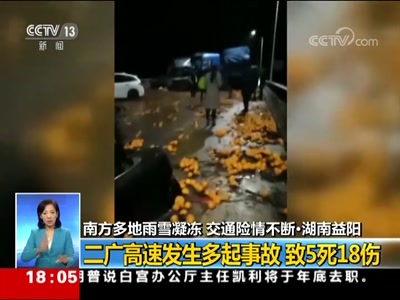 CCTV 13
新闻
CCTV.com
南方多地雨雪凝冻 交通险情不断·湖南益阳
二广高速发生多起事故 致5死18伤
18:05 朗普说白宫办公厅主任凯利将于年底去职。